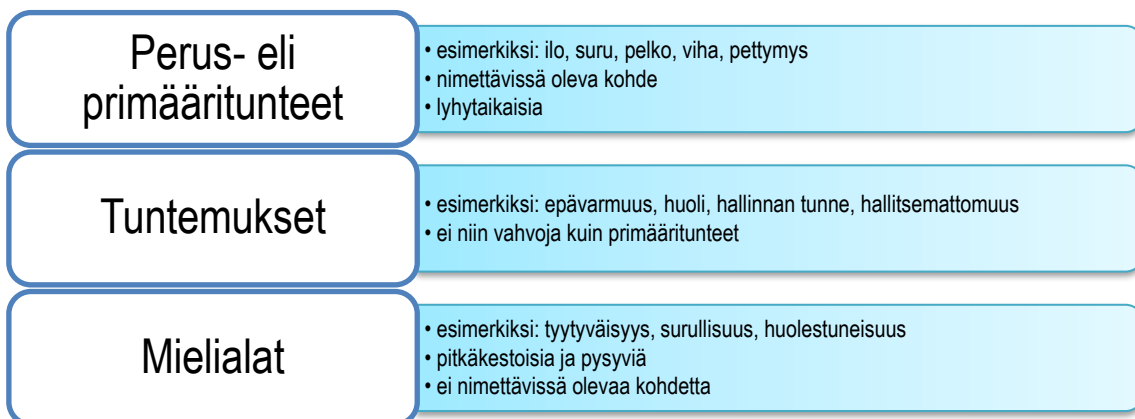 Perus- eli
primääritunteet
• esimerkiksi: ilo, suru, pelko, viha, pettymys
• nimettävissä oleva kohde
• lyhytaikaisia
Tuntemukset
• esimerkiksi: epävarmuus, huoli, hallinnan tunne, hallitsemattomuus
• ei niin vahvoja kuin primääritunteet
Mielialat
• esimerkiksi: tyytyväisyys, surullisuus, huolestuneisuus
• pitkäkestoisia ja pysyviä
• ei nimettävissä olevaa kohdetta